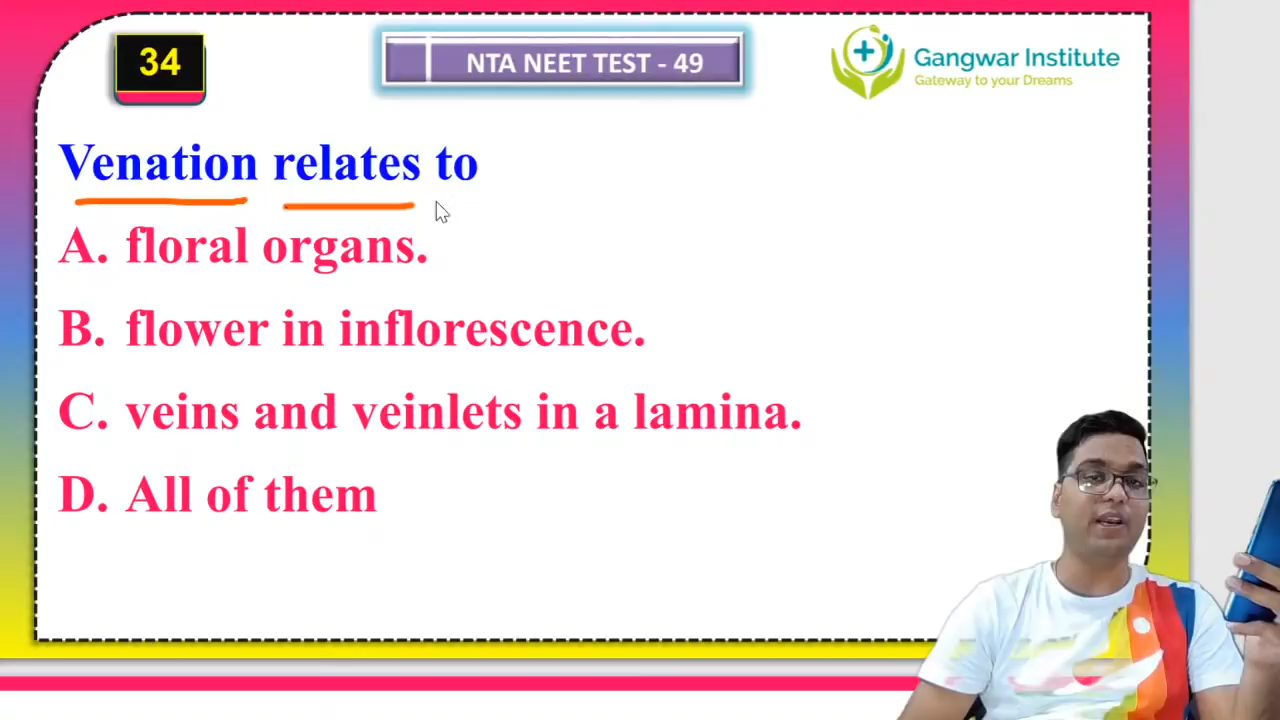 34
NTA NEET TEST - 49
Gangwar Institute
Gateway to your Dreams
Venation relates to
A. floral organs.
B. flower in inflorescence.
C. veins and veinlets in a lamina.
D. All of them